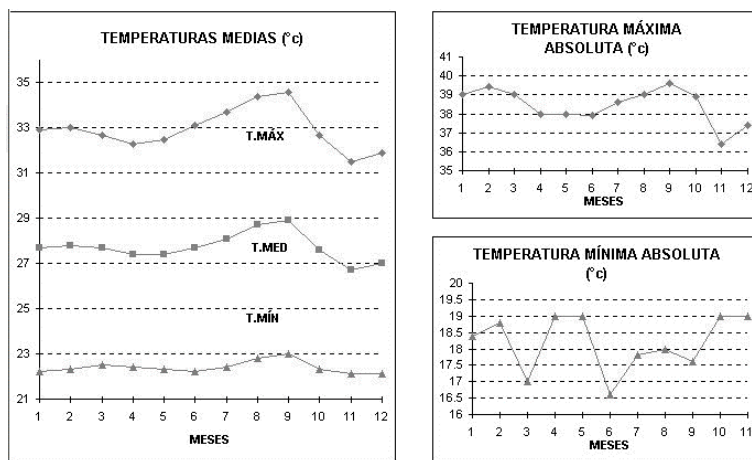 TEMPERATURAS MEDIAS (°c)
35
33
31
29
27
25
23
21
T.MÁX
T.MED
T.MÍN
1 2 3 4 5 6 7 8 9 10 11 12
MESES
TEMPERATURA MÁXIMA
ABSOLUTA (°c)
41
40
39
38
37
36
35
1 2 3 4 5 6 7 8 9 10 11 12
MESES
TEMPERATURA MÍNIMA ABSOLUTA
(°c)
20
19.5
19
18.5
18
17.5
17
16.5
16
1 2 3 4 5 6 7 8 9 10 11
MESES